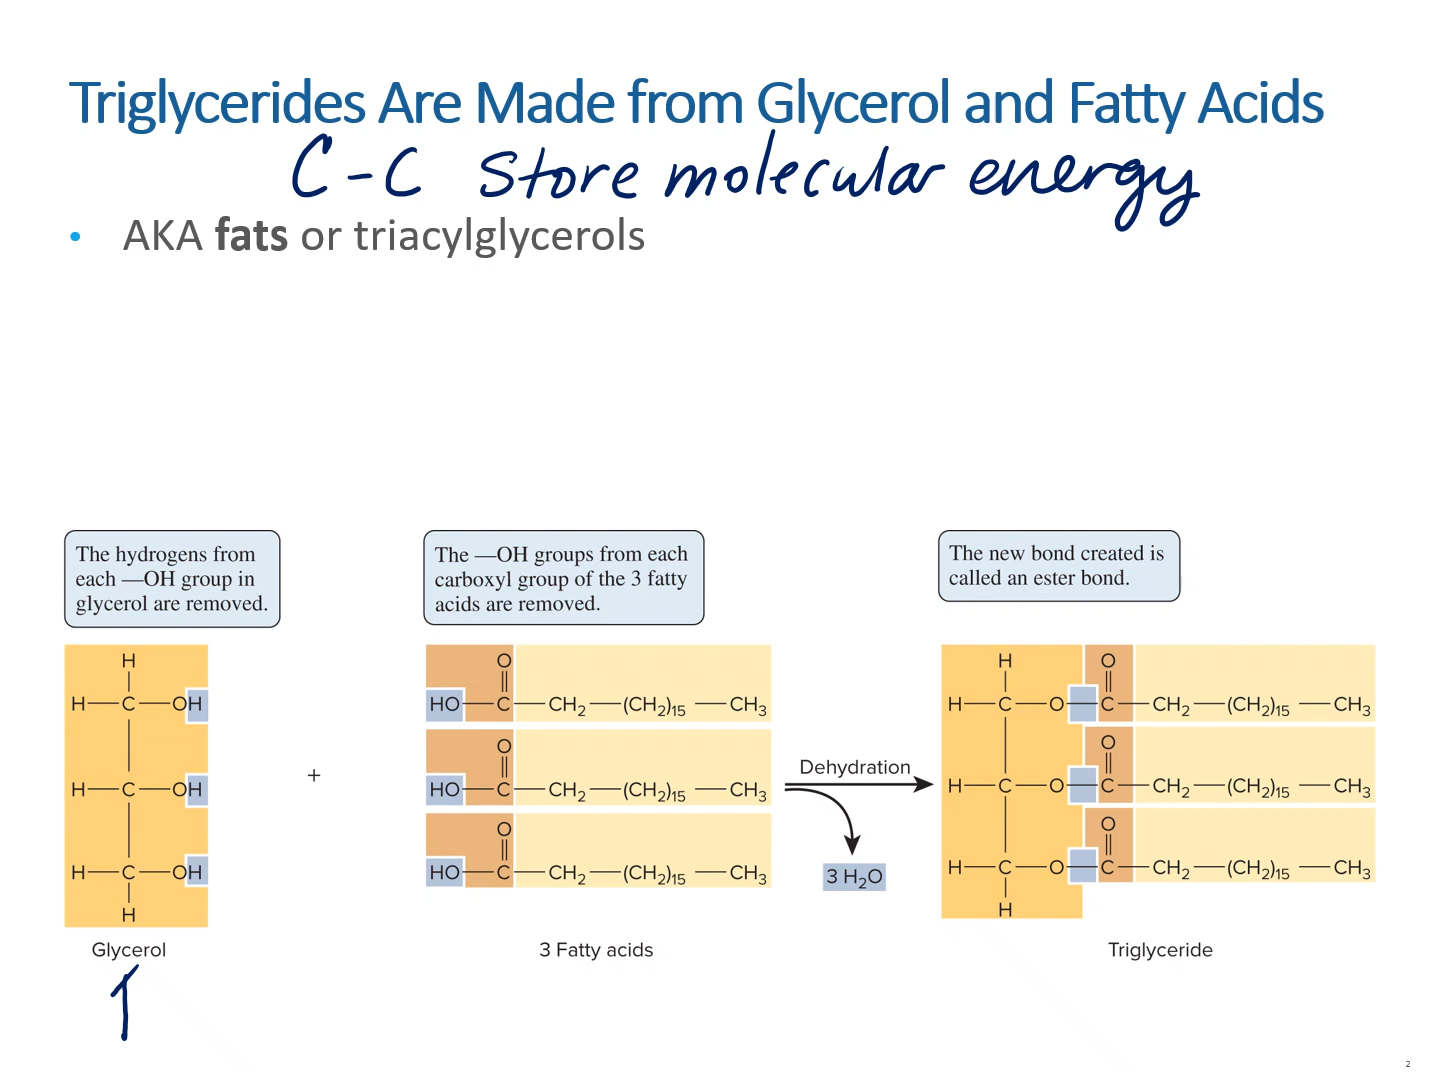 Triglycerides Are Made from Glycerol and Fatty Acids
C-C Store molecular energy
• AKA fats or triacylglycerols
The hydrogens from
each —OH group in
glycerol are removed.
The —OH groups from each
carboxyl group of the 3 fatty
acids are removed.
The new bond created is
called an ester bond.
H
H—C—OH
H—C—OH
H—C—OH
H
Glycerol
1
+
O
HO—C—CH₂—(CH₂)₁₅—CH₃
O
HO—C—CH₂—(CH₂)₁₅—CH₃
O
HO—C—CH₂—(CH₂)₁₅—CH₃
3 Fatty acids
Dehydration
3 H₂O
H O
H—C—O—C—CH₂—(CH₂)₁₅—CH₃
O
H—C—O—C—CH₂—(CH₂)₁₅—CH₃
O
H—C—O—C—CH₂—(CH₂)₁₅—CH₃
H
Triglyceride
2